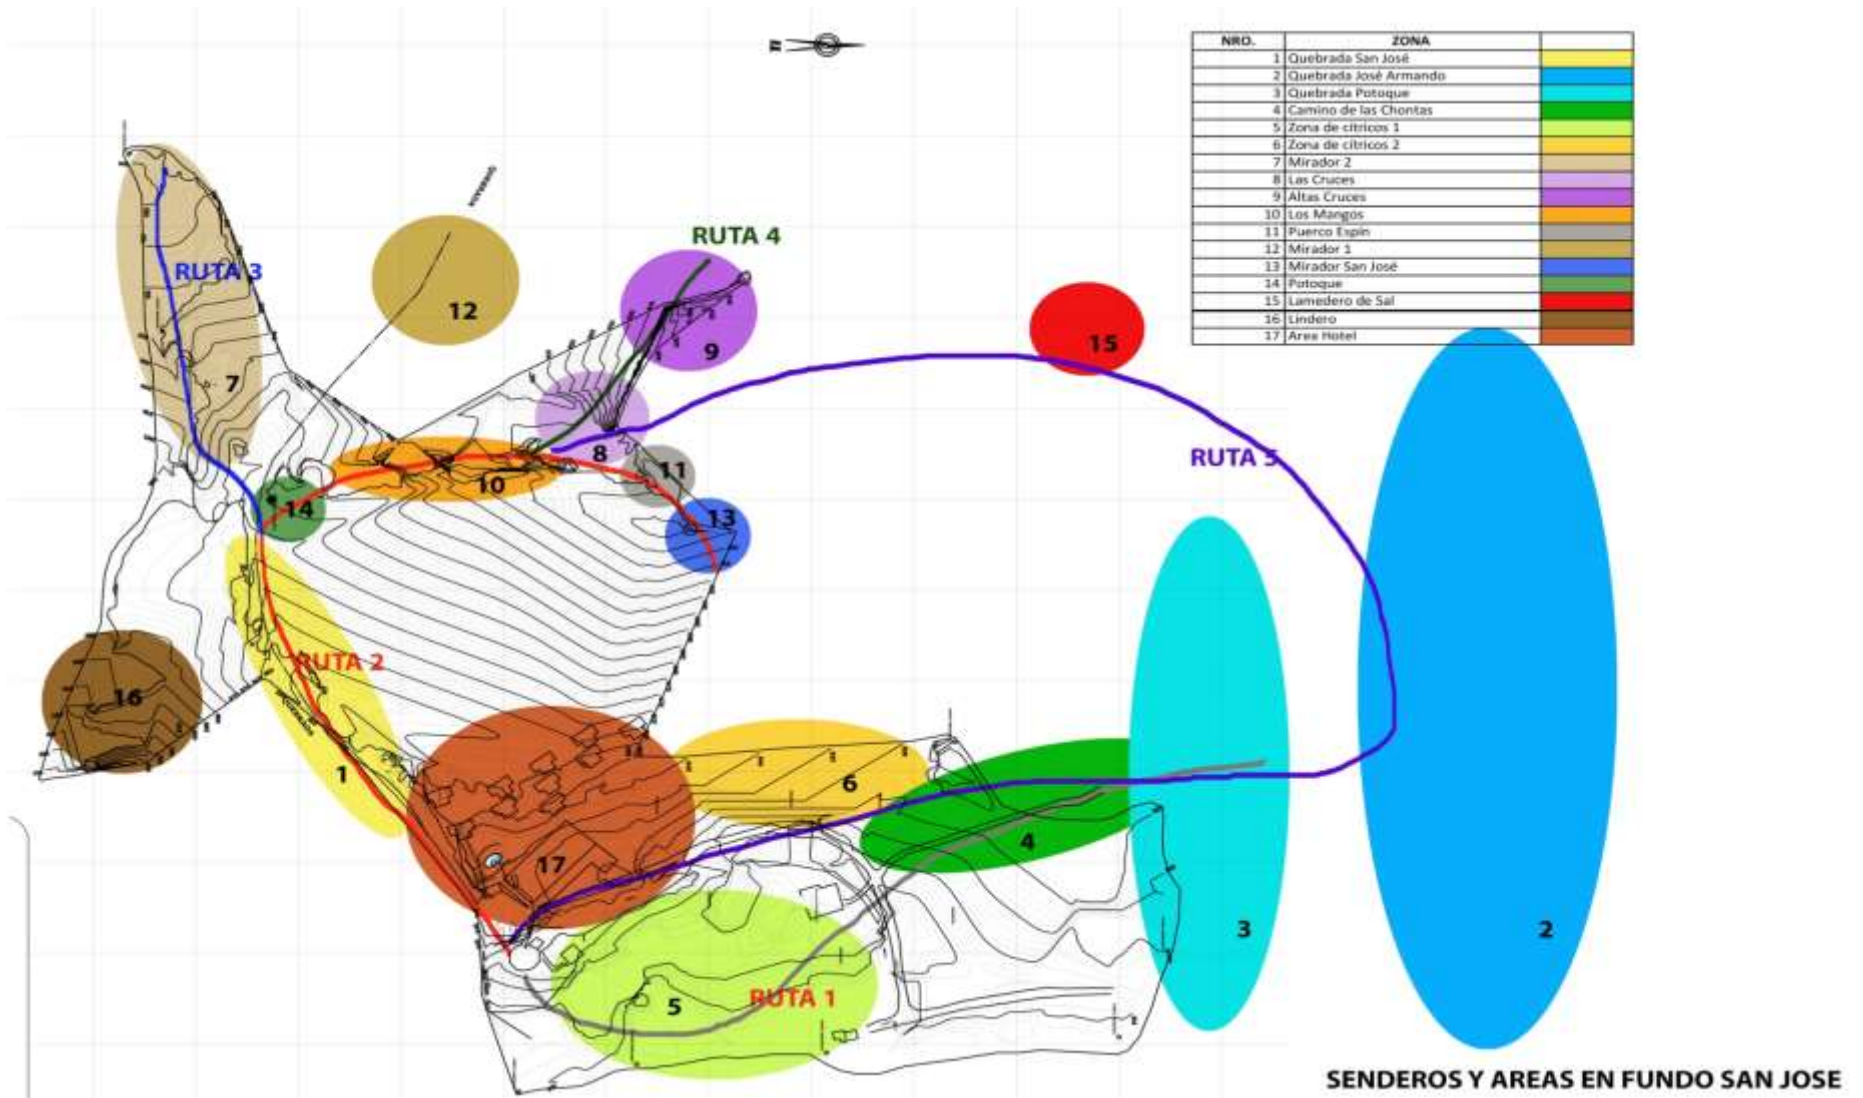 NRO. ZONA
1 Quebrada San José
2 Quebrada José Armando
3 Quebrada Potoque
4 Camino de las Chontas
5 Zona de cítricos 1
6 Zona de cítricos 2
7 Mirador 2
8 Las Cruces
9 Altas Cruces
10 Los Mangos
11 Puerco Espín
12 Mirador 1
13 Mirador San José
14 Potoque
15 Lamedero de Sal
16 Lindero
17 Area Hotel
QUEBRADA
RUTA 4
RUTA 3
12
9
15
7
8
RUTA 5
11
10
14
13
RUTA 2
16
1
6
4
17
3
2
5
RUTA 1
SENDEROS Y AREAS EN FUNDO SAN JOSE